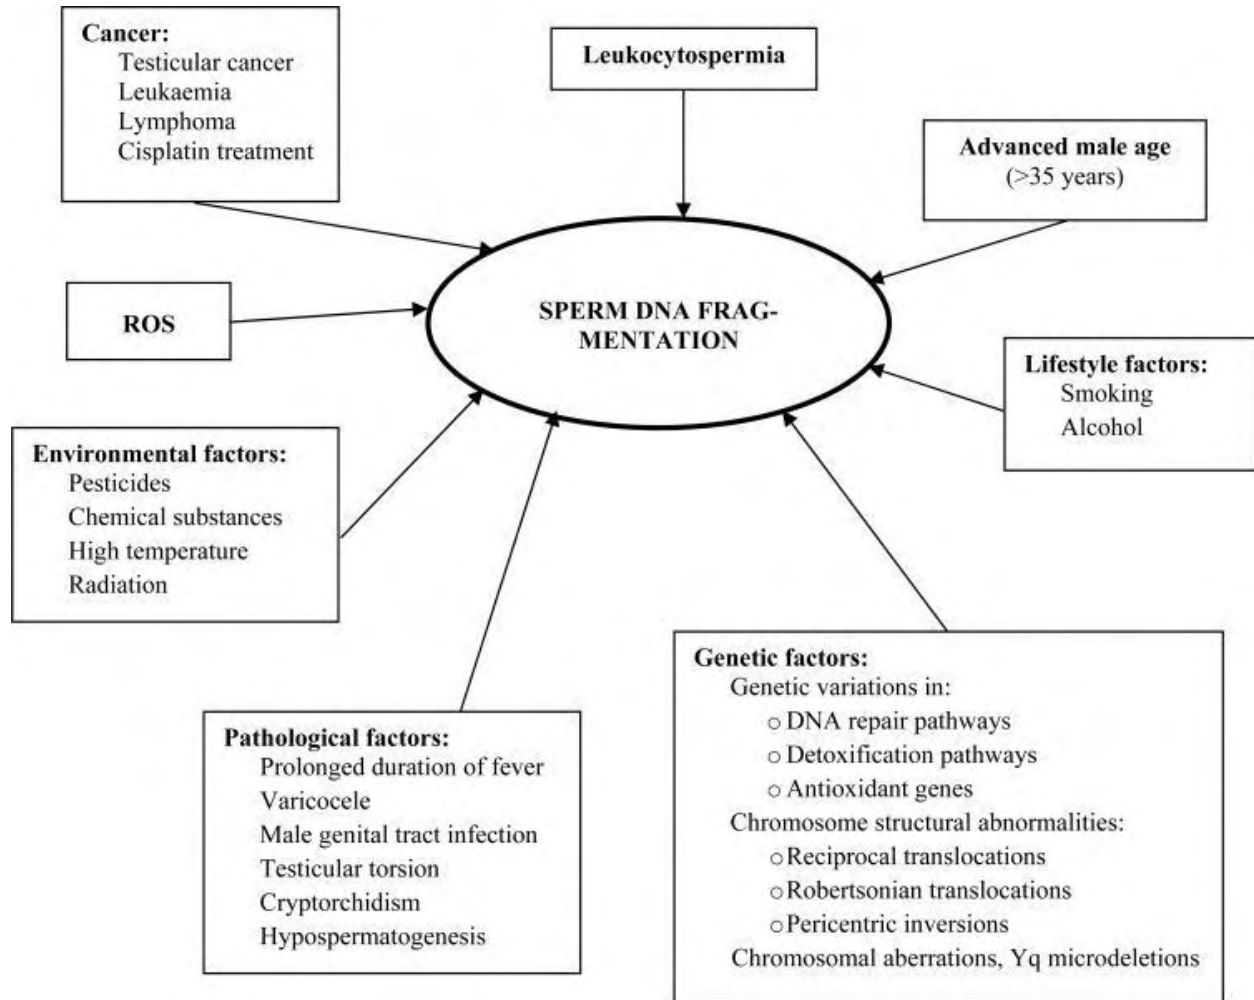 Cancer:
Testicular cancer
Leukaemia
Lymphoma
Cisplatin treatment
Leukocytospermia
Advanced male age
(>35 years)
ROS
SPERM DNA FRAG-
MENTATION
Lifestyle factors:
Smoking
Alcohol
Environmental factors:
Pesticides
Chemical substances
High temperature
Radiation
Pathological factors:
Prolonged duration of fever
Varicocele
Male genital tract infection
Testicular torsion
Cryptorchidism
Hypospermatogenesis
Genetic factors:
Genetic variations in:
○ DNA repair pathways
○ Detoxification pathways
○ Antioxidant genes
Chromosome structural abnormalities:
○ Reciprocal translocations
○ Robertsonian translocations
○ Pericentric inversions
Chromosomal aberrations, Yq microdeletions